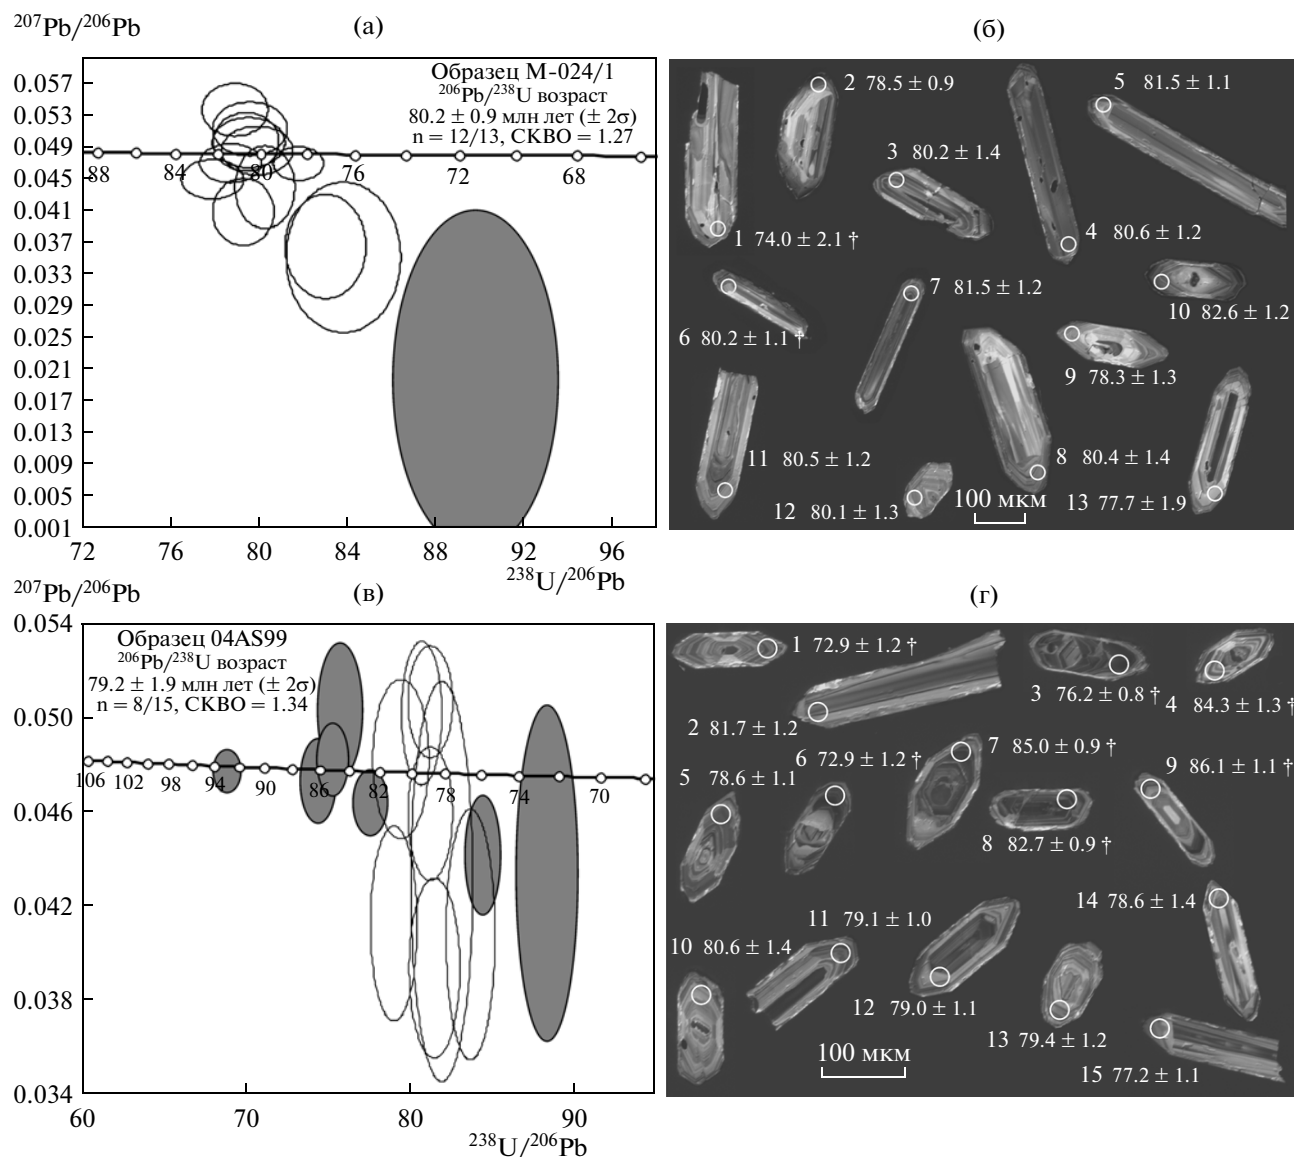 ²⁰⁷Pb/²⁰⁶Pb
(а)
(б)
0.057
0.053
0.049
0.045
0.041
0.037
0.033
0.029
0.025
0.021
0.017
0.013
0.009
0.005
0.001
Образец М-024/1
²⁰⁶Pb/²³⁸U возраст
80.2 ± 0.9 млн лет (± 2σ)
n = 12/13, СКВО = 1.27
88 84 80 76 72 68
72 76 80 84 88 92 96
²³⁸U/²⁰⁶Pb
2 78.5 ± 0.9
5 81.5 ± 1.1
3 80.2 ± 1.4
1 74.0 ± 2.1 †
4 80.6 ± 1.2
7 81.5 ± 1.2
10 82.6 ± 1.2
6 80.2 ± 1.1 †
9 78.3 ± 1.3
11 80.5 ± 1.2
8 80.4 ± 1.4
12 80.1 ± 1.3
100 мкм
13 77.7 ± 1.9
²⁰⁷Pb/²⁰⁶Pb
(в)
(г)
0.054
0.050
0.046
0.042
0.038
0.034
Образец 04AS99
²⁰⁶Pb/²³⁸U возраст
79.2 ± 1.9 млн лет (± 2σ)
n = 8/15, СКВО = 1.34
106 102 98 94 90 86 82 78 74 70
60 70 80 90
²³⁸U/²⁰⁶Pb
1 72.9 ± 1.2 †
3 76.2 ± 0.8 †
4 84.3 ± 1.3 †
2 81.7 ± 1.2
6 72.9 ± 1.2 †
7 85.0 ± 0.9 †
5 78.6 ± 1.1
9 86.1 ± 1.1 †
8 82.7 ± 0.9 †
14 78.6 ± 1.4
11 79.1 ± 1.0
10 80.6 ± 1.4
12 79.0 ± 1.1
13 79.4 ± 1.2
100 мкм
15 77.2 ± 1.1